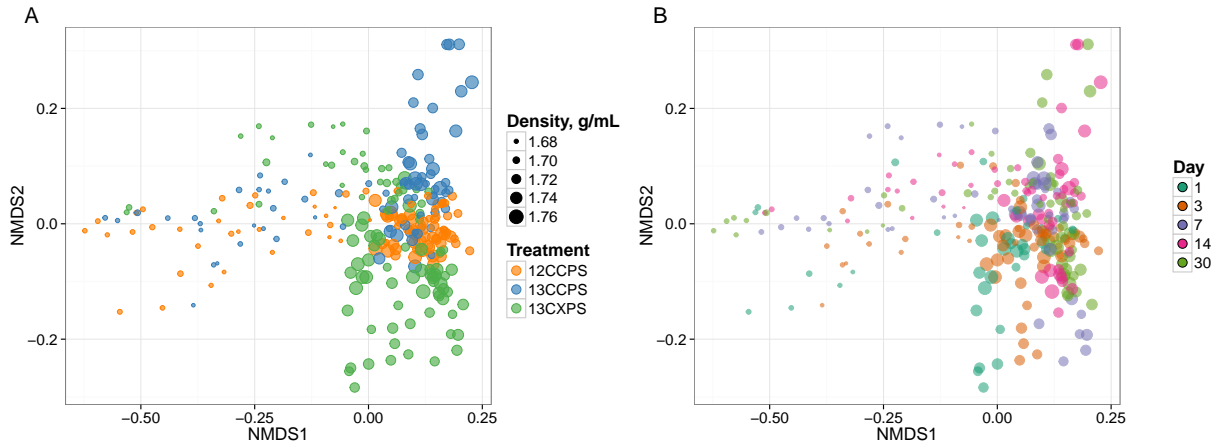 A
NMDS2
0.2
0.0
−0.2
−0.50
−0.25
0.00
0.25
NMDS1
Density, g/mL
1.68
1.70
1.72
1.74
1.76
Treatment
12CCPS
13CCPS
13CXPS
B
NMDS2
0.2
0.0
−0.2
−0.50
−0.25
0.00
0.25
NMDS1
Day
1
3
7
14
30